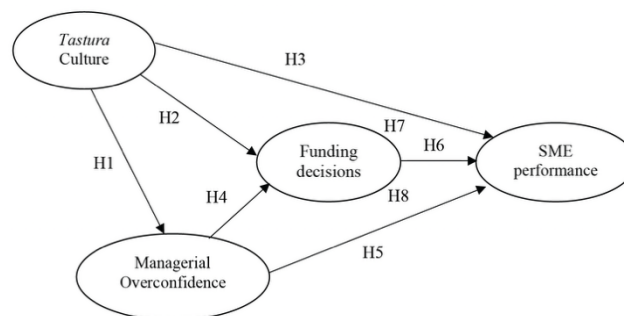 Tastura
Culture
H3
H2
H7
H6
Funding
decisions
SME
performance
H1
H4
H8
Managerial
Overconfidence
H5